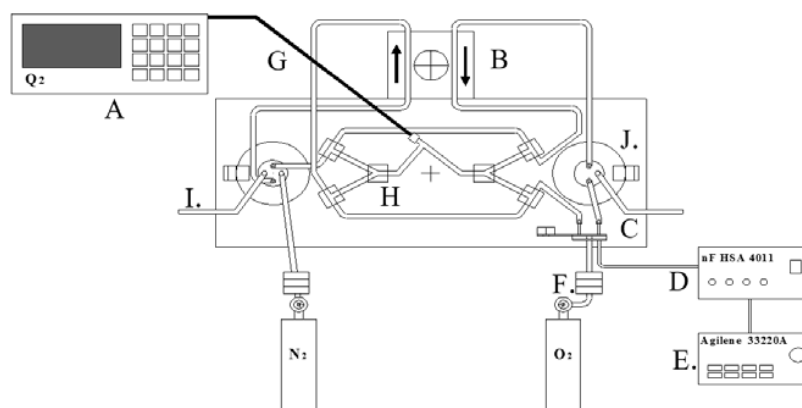 G
B
Q2
A
J.
H
I.
C
nF HSA 4011
D
F.
N2
O2
Agilene 33220A
E.